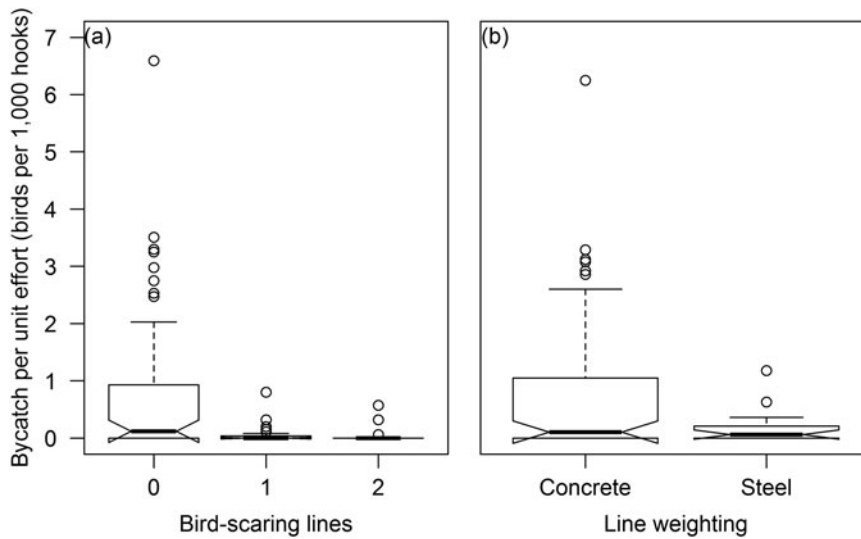 Bycatch per unit effort (birds per 1,000 hooks)
7
6
5
4
3
2
1
0
(a)
0 1 2
Bird-scaring lines
(b)
Concrete Steel
Line weighting